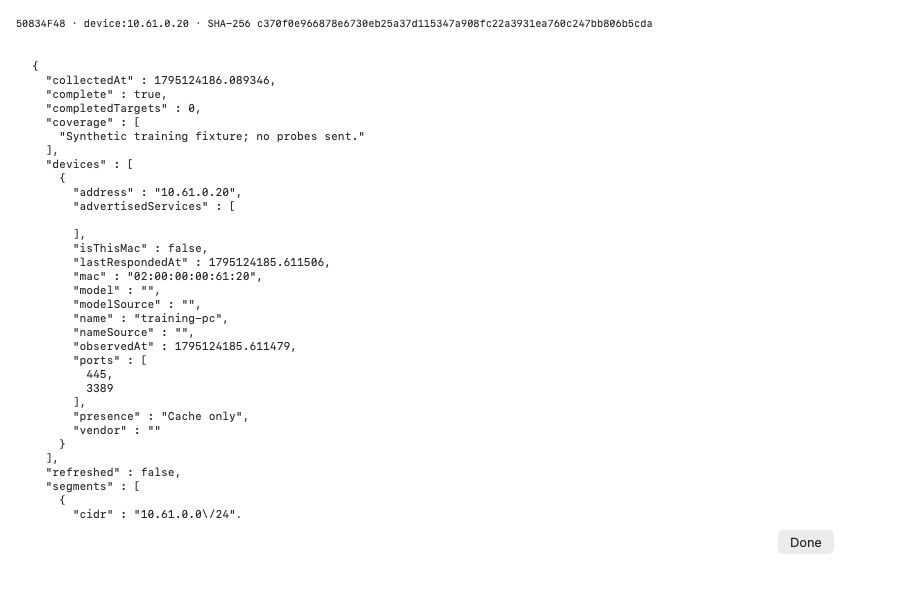 50834F48 · device:10.61.0.20 · SHA-256 c370f0e966878e6730eb25a37d115347a908fc22a3931ea760c247bb806b5cda
{
"collectedAt" : 1795124186.089346,
"complete" : true,
"completedTargets" : 0,
"coverage" : [
"Synthetic training fixture; no probes sent."
],
"devices" : [
{
"address" : "10.61.0.20",
"advertisedServices" : [
],
"isThisMac" : false,
"lastRespondedAt" : 1795124185.611506,
"mac" : "02:00:00:00:61:20",
"model" : "",
"modelSource" : "",
"name" : "training-pc",
"nameSource" : "",
"observedAt" : 1795124185.611479,
"ports" : [
445,
3389
],
"presence" : "Cache only",
"vendor" : ""
}
],
"refreshed" : false,
"segments" : [
{
"cidr" : "10.61.0.0\/24",
Done